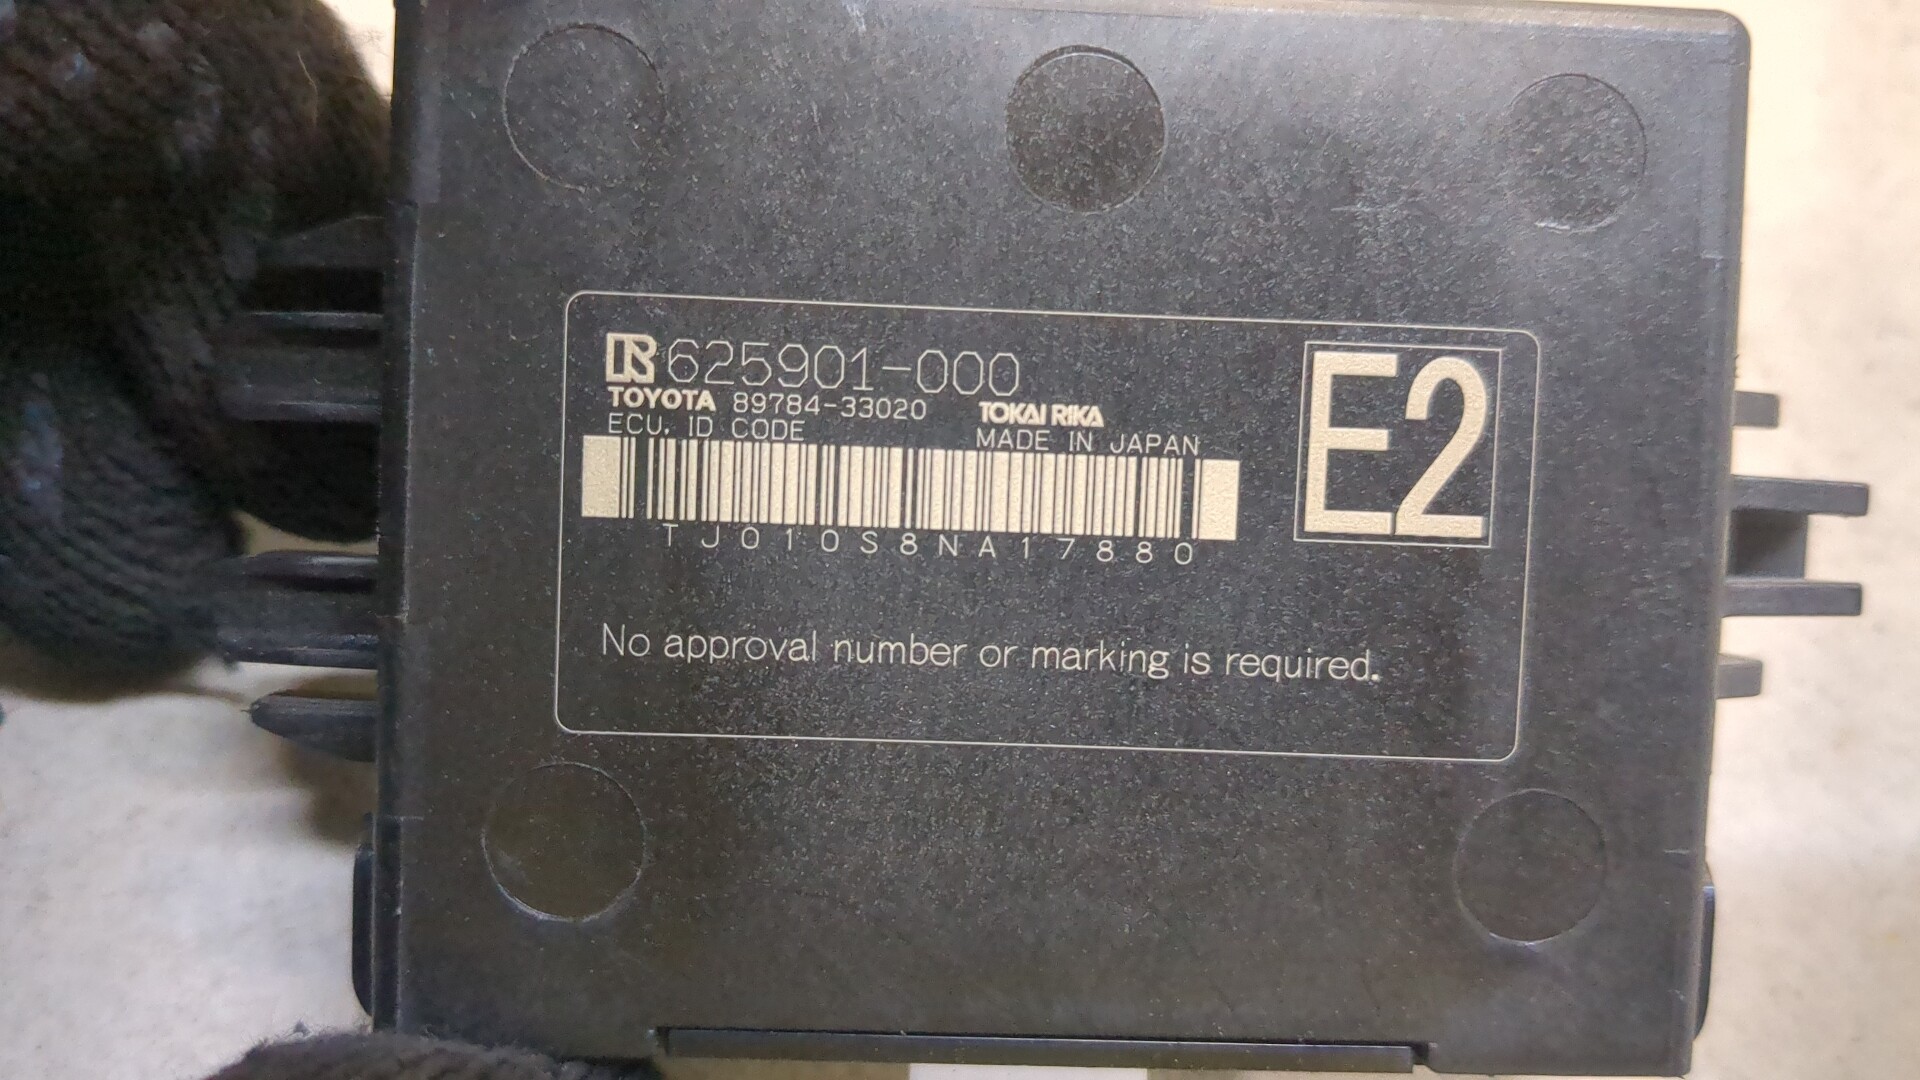 625901-000
TOYOTA 89784-33020 TOKAI RIKA
ECU. ID CODE MADE IN JAPAN
TJ010S8NA17880
E2
No approval number or marking is required.